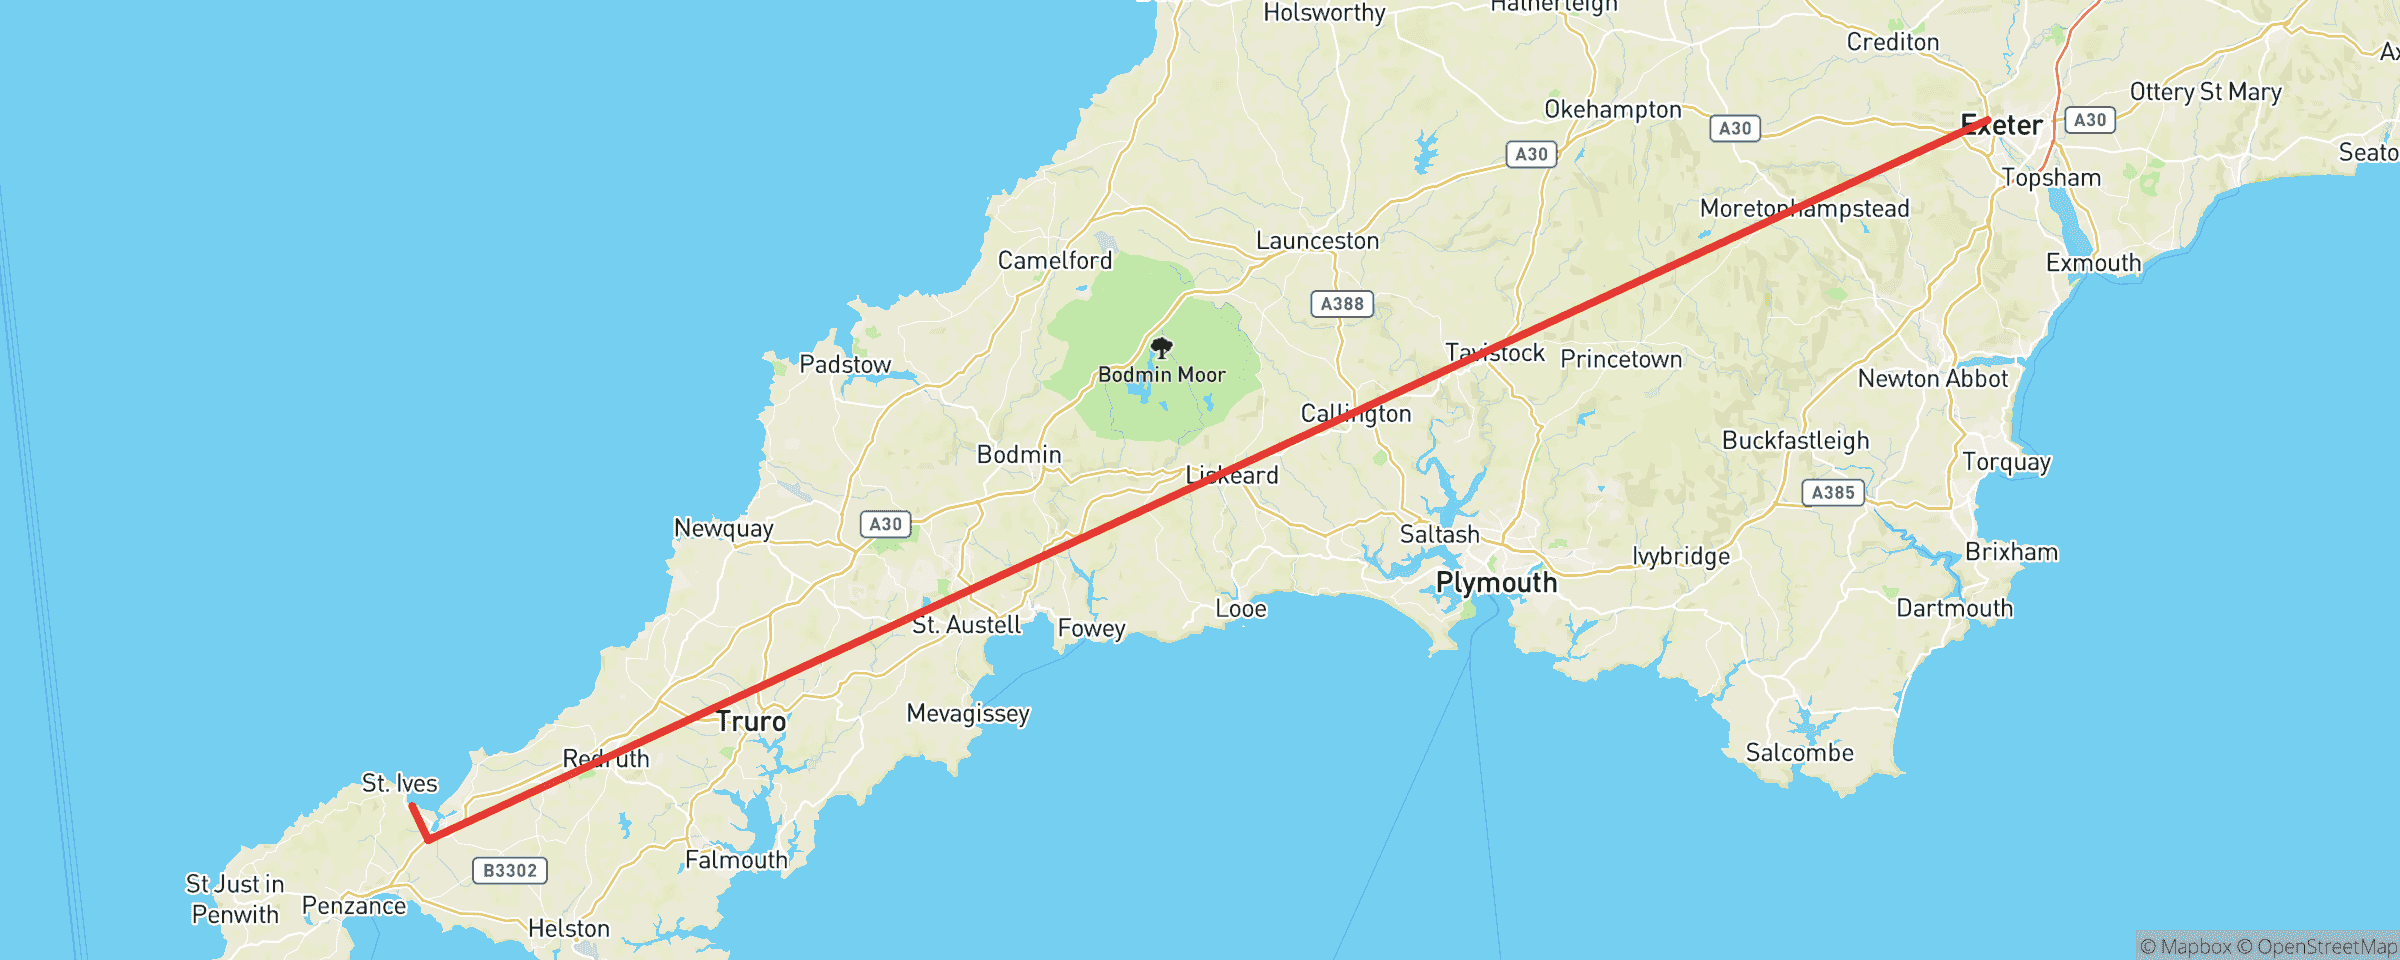 Holsworthy
Hatherleigh
Crediton
Ottery St Mary
Okehampton
A30
A30
A30
Exeter
Seato
Topsham
Moretonhampstead
Launceston
Camelford
Exmouth
A388
Padstow
Tavistock
Princetown
Bodmin Moor
Newton Abbot
Callington
Buckfastleigh
Bodmin
Torquay
Liskeard
A385
Newquay
A30
Saltash
Ivybridge
Brixham
Plymouth
Looe
Dartmouth
St. Austell
Fowey
Mevagissey
Truro
Salcombe
Redruth
St. Ives
Falmouth
B3302
St Just in
Penwith
Penzance
Helston
© Mapbox © OpenStreetMap